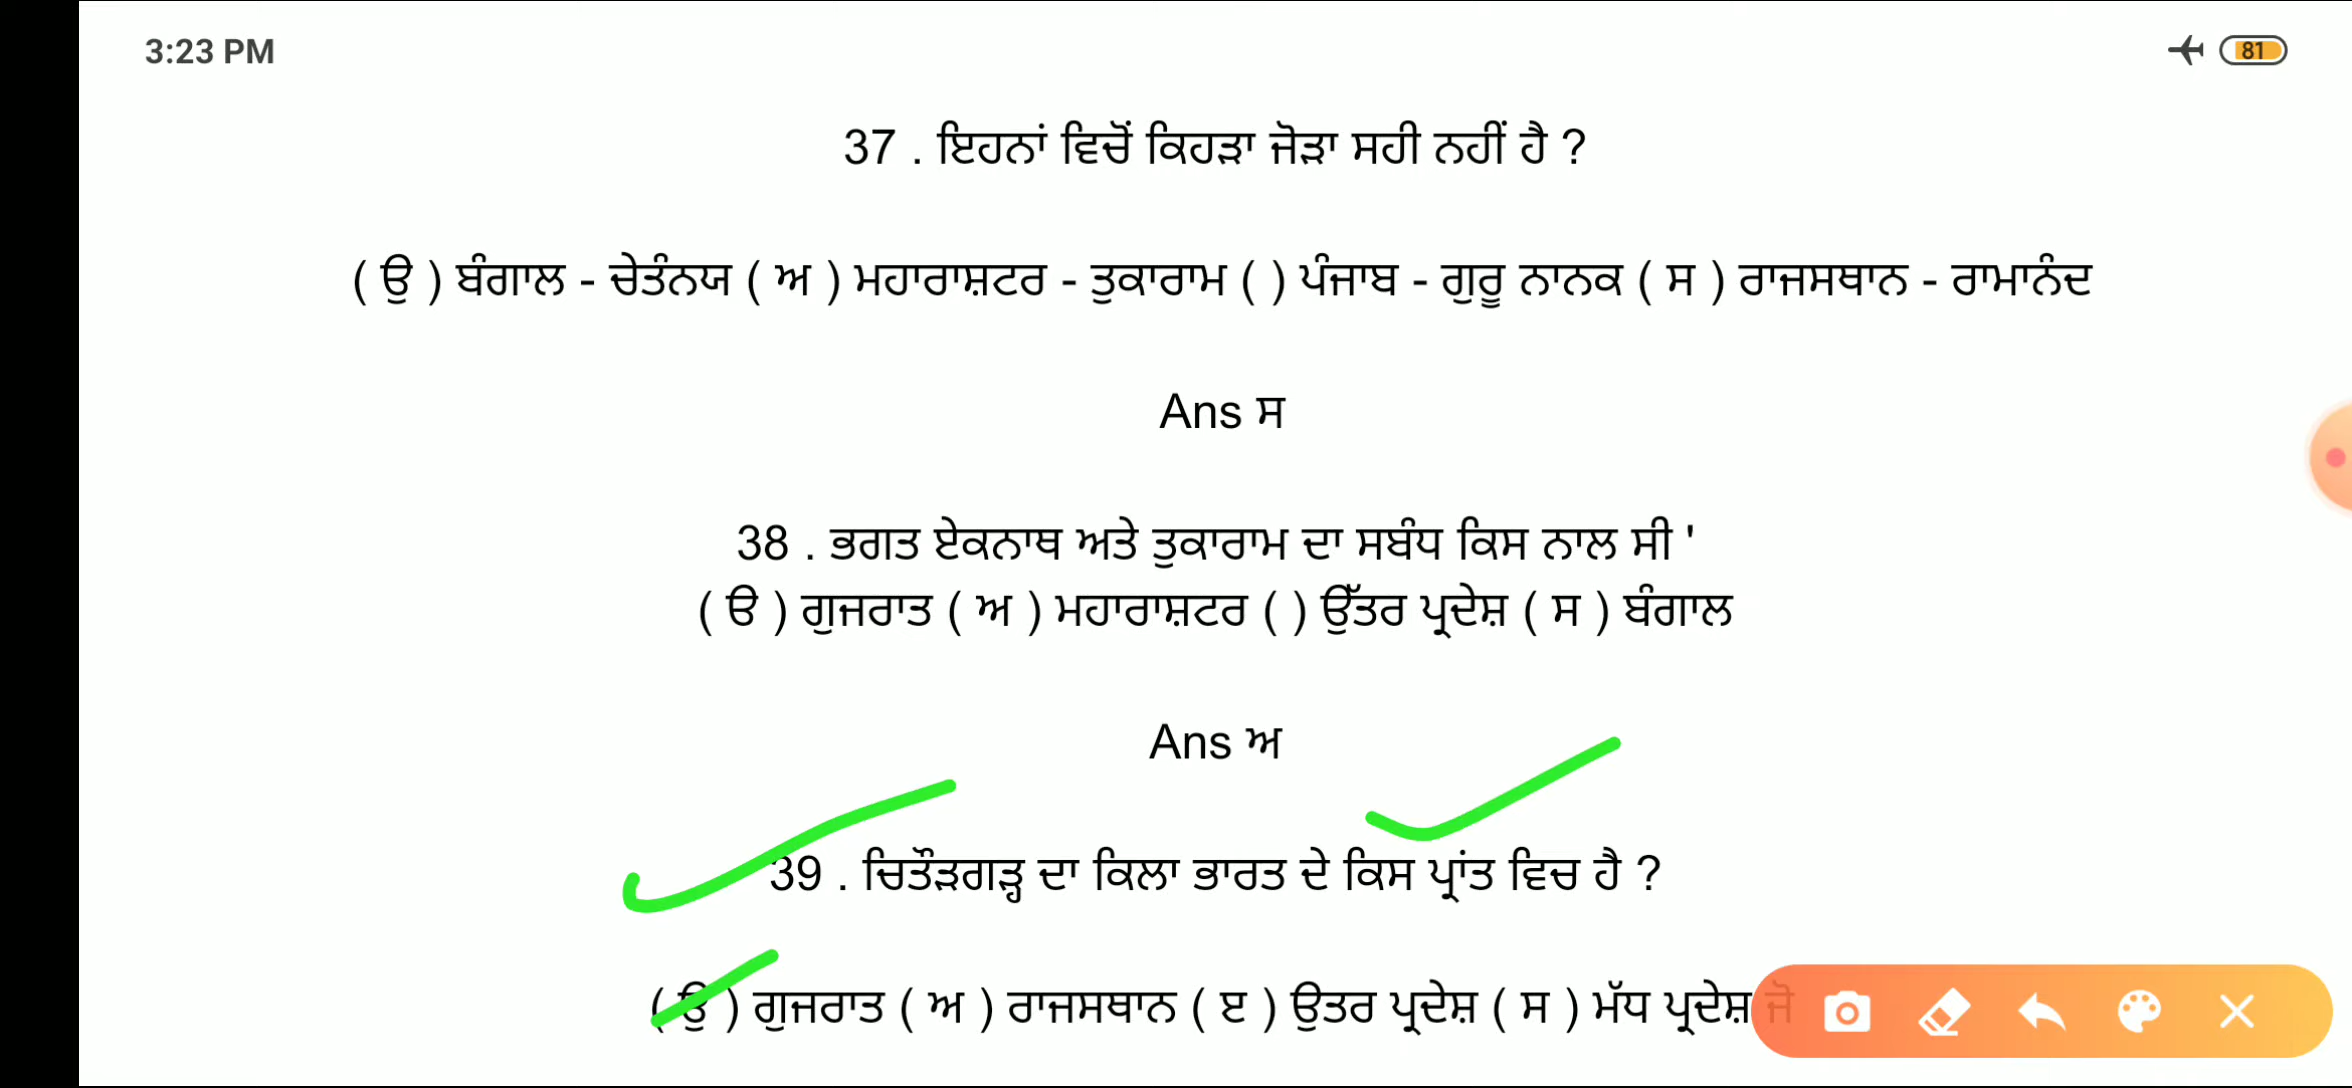 3:23 PM
81
37 . ਇਹਨਾਂ ਵਿਚੋਂ ਕਿਹੜਾ ਜੋੜਾ ਸਹੀ ਨਹੀਂ ਹੈ ?
( ਉ ) ਬੰਗਾਲ - ਚੇਤੰਨਯ ( ਅ ) ਮਹਾਰਾਸ਼ਟਰ - ਤੁਕਾਰਾਮ ( ) ਪੰਜਾਬ - ਗੁਰੂ ਨਾਨਕ ( ਸ ) ਰਾਜਸਥਾਨ - ਰਾਮਾਨੰਦ
Ans ਸ
38 . ਭਗਤ ਏਕਨਾਥ ਅਤੇ ਤੁਕਾਰਾਮ ਦਾ ਸਬੰਧ ਕਿਸ ਨਾਲ ਸੀ '
( ੳ ) ਗੁਜਰਾਤ ( ਅ ) ਮਹਾਰਾਸ਼ਟਰ ( ) ਉੱਤਰ ਪ੍ਰਦੇਸ਼ ( ਸ ) ਬੰਗਾਲ
Ans ਅ
39 . ਚਿਤੌੜਗੜ੍ਹ ਦਾ ਕਿਲਾ ਭਾਰਤ ਦੇ ਕਿਸ ਪ੍ਰਾਂਤ ਵਿਚ ਹੈ ?
( ਉ ) ਗੁਜਰਾਤ ( ਅ ) ਰਾਜਸਥਾਨ ( ੲ ) ਉਤਰ ਪ੍ਰਦੇਸ਼ ( ਸ ) ਮੱਧ ਪ੍ਰਦੇਸ਼ ਜੋ